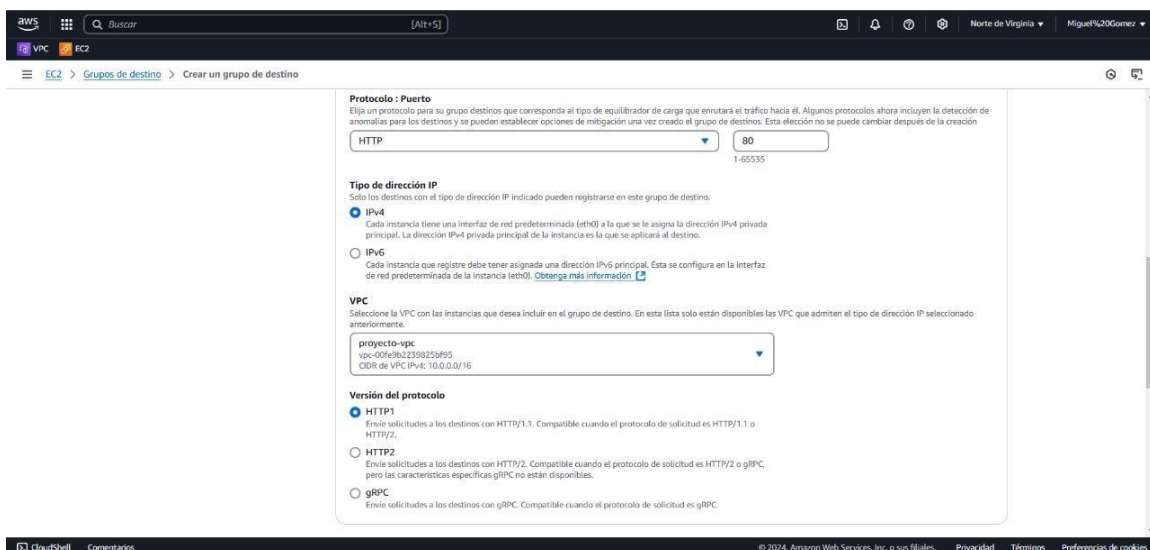 aws
Buscar [Alt+S] Norte de Virginia Miguel%20Gomez
VPC EC2
EC2 > Grupos de destino > Crear un grupo de destino
Protocolo : Puerto
Elija un protocolo para su grupo destinos que corresponda al tipo de equilibrador de carga que enrutará el tráfico hacia él. Algunos protocolos ahora incluyen la detección de
anomalías para los destinos y se pueden establecer opciones de mitigación una vez creado el grupo de destinos. Esta elección no se puede cambiar después de la creación
HTTP 80
1-65535
Tipo de dirección IP
Solo los destinos con el tipo de dirección IP indicado pueden registrarse en este grupo de destino.
IPv4
Cada instancia tiene una interfaz de red predeterminada (eth0) a la que se le asigna la dirección IPv4 privada
principal. La dirección IPv4 privada principal de la instancia es la que se aplicará al destino.
IPv6
Cada instancia que registre debe tener asignada una dirección IPv6 principal. Esta se configura en la interfaz
de red predeterminada de la instancia (eth0). Obtenga más información
VPC
Seleccione la VPC con las instancias que desea incluir en el grupo de destino. En esta lista solo están disponibles las VPC que admiten el tipo de dirección IP seleccionado
anteriormente.
proyecto-vpc
vpc-00fe9b2239825bf95
CIDR de VPC IPv4: 10.0.0.0/16
Versión del protocolo
HTTP1
Envíe solicitudes a los destinos con HTTP/1.1. Compatible cuando el protocolo de solicitud es HTTP/1.1 o
HTTP/2.
HTTP2
Envíe solicitudes a los destinos con HTTP/2. Compatible cuando el protocolo de solicitud es HTTP/2 o gRPC,
pero las características específicas gRPC no están disponibles.
gRPC
Envíe solicitudes a los destinos con gRPC. Compatible cuando el protocolo de solicitud es gRPC.
CloudShell Comentarios © 2024, Amazon Web Services, Inc. o sus filiales. Privacidad Términos Preferencias de cookies